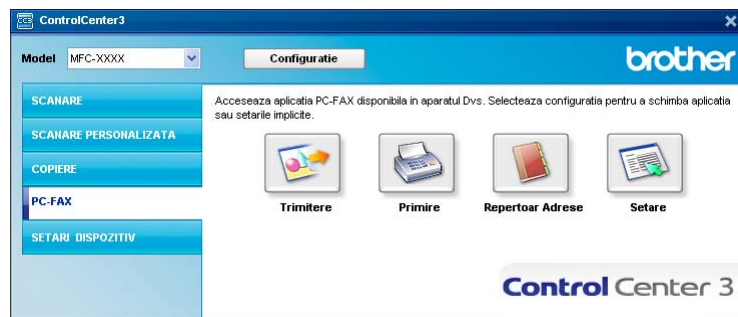 ControlCenter3
Model MFC-XXXX Configuratie brother
SCANARE
SCANARE PERSONALIZATA
COPIERE
PC-FAX
SETARI DISPOZITIV
Acceseaza aplicatia PC-FAX disponibila in aparatul Dvs. Selecteaza configuratia pentru a schimba aplicatia
sau setarile implicite.
Trimitere Primire Repertoar Adrese Setare
Control Center 3